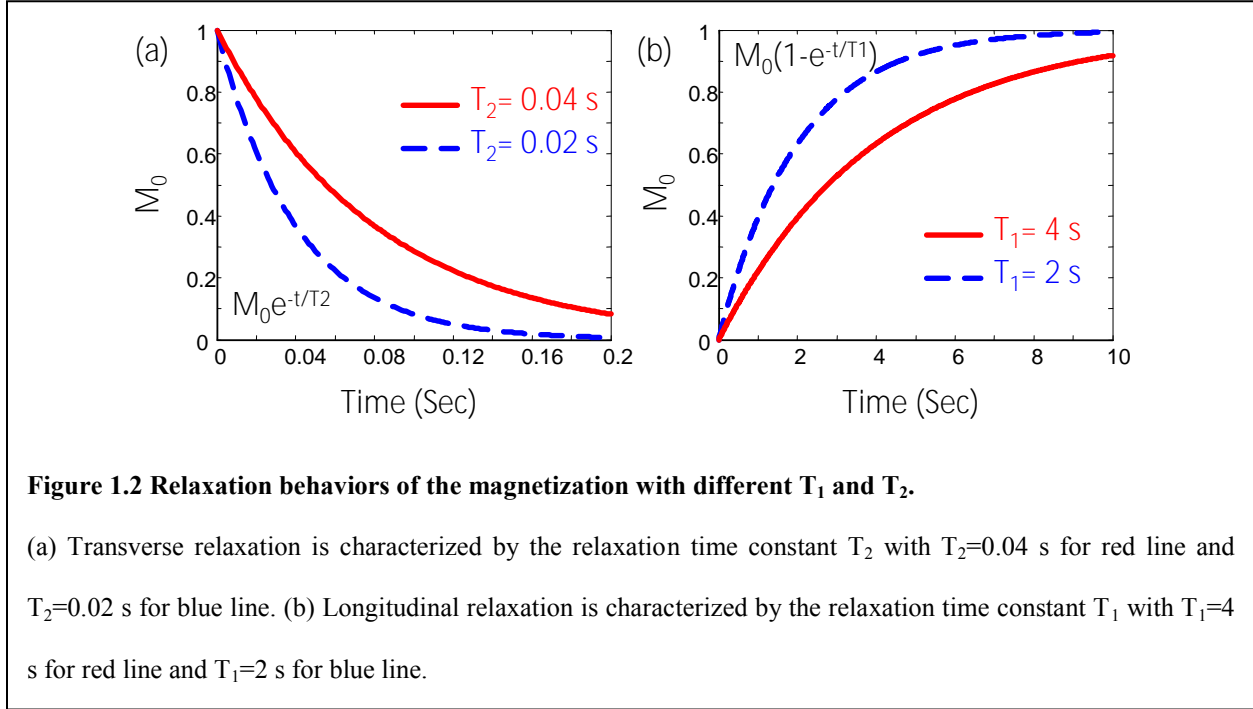 (a)
1
0.8
0.6
0.4
0.2
0
M₀
T₂= 0.04 s
T₂= 0.02 s
M₀e⁻ᵗ/ᵀ²
0 0.04 0.08 0.12 0.16 0.2
Time (Sec)
(b)
1
0.8
0.6
0.4
0.2
0
M₀
M₀(1-e⁻ᵗ/ᵀ¹)
T₁= 4 s
T₁= 2 s
0 2 4 6 8 10
Time (Sec)
Figure 1.2 Relaxation behaviors of the magnetization with different T₁ and T₂.
(a) Transverse relaxation is characterized by the relaxation time constant T₂ with T₂=0.04 s for red line and
T₂=0.02 s for blue line. (b) Longitudinal relaxation is characterized by the relaxation time constant T₁ with T₁=4
s for red line and T₁=2 s for blue line.